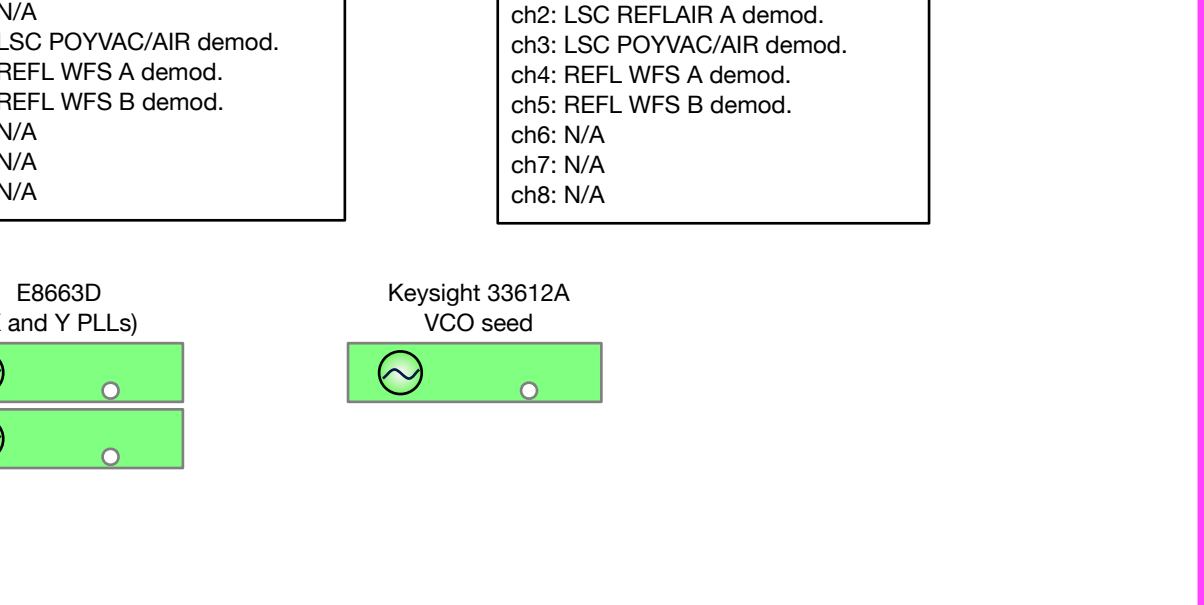 N/A
LSC POYVAC/AIR demod.
REFL WFS A demod.
REFL WFS B demod.
N/A
N/A
N/A
ch2: LSC REFLAIR A demod.
ch3: LSC POYVAC/AIR demod.
ch4: REFL WFS A demod.
ch5: REFL WFS B demod.
ch6: N/A
ch7: N/A
ch8: N/A
E8663D
and Y PLLs)
Keysight 33612A
VCO seed